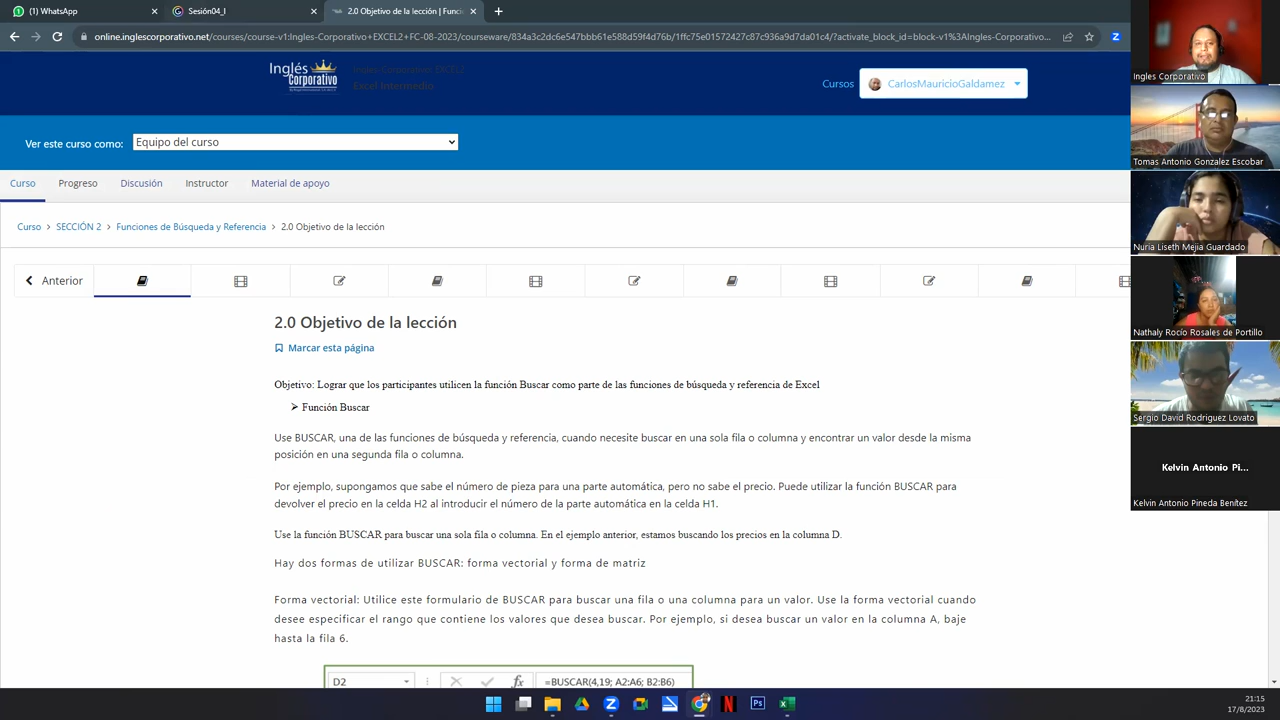 (1) WhatsApp
Sesión04_I
2.0 Objetivo de la lección | Funci
online.inglescorporativo.net/courses/course-v1:Ingles-Corporativo+EXCEL2+FC-08-2023/courseware/834a3c2dc6e547bbb61e588d59f4d76b/1ffc75e01572427c87c936a9d7da01c4/?activate_block_id=block-v1%3AIngles-Corporativo...
Inglés Corporativo
Ingles-Corporativo EXCEL2
Excel Intermedio
Cursos
CarlosMauricioGaldamez
Ver este curso como:
Equipo del curso
Curso
Progreso
Discusión
Instructor
Material de apoyo
Curso > SECCIÓN 2 > Funciones de Búsqueda y Referencia > 2.0 Objetivo de la lección
Anterior
2.0 Objetivo de la lección
Marcar esta página
Objetivo: Lograr que los participantes utilicen la función Buscar como parte de las funciones de búsqueda y referencia de Excel
➢ Función Buscar
Use BUSCAR, una de las funciones de búsqueda y referencia, cuando necesite buscar en una sola fila o columna y encontrar un valor desde la misma
posición en una segunda fila o columna.
Por ejemplo, supongamos que sabe el número de pieza para una parte automática, pero no sabe el precio. Puede utilizar la función BUSCAR para
devolver el precio en la celda H2 al introducir el número de la parte automática en la celda H1.
Use la función BUSCAR para buscar una sola fila o columna. En el ejemplo anterior, estamos buscando los precios en la columna D.
Hay dos formas de utilizar BUSCAR: forma vectorial y forma de matriz
Forma vectorial: Utilice este formulario de BUSCAR para buscar una fila o una columna para un valor. Use la forma vectorial cuando
desee especificar el rango que contiene los valores que desea buscar. Por ejemplo, si desea buscar un valor en la columna A, baje
hasta la fila 6.
D2
fx
=BUSCAR(4,19; A2:A6; B2:B6)
Ingles Corporativo
Tomas Antonio Gonzalez Escobar
Nuria Liseth Mejia Guardado
Nathaly Rocío Rosales de Portillo
Sergio David Rodriguez Lovato
Kelvin Antonio Pi...
Kelvin Antonio Pineda Benítez
21:15
17/8/2023